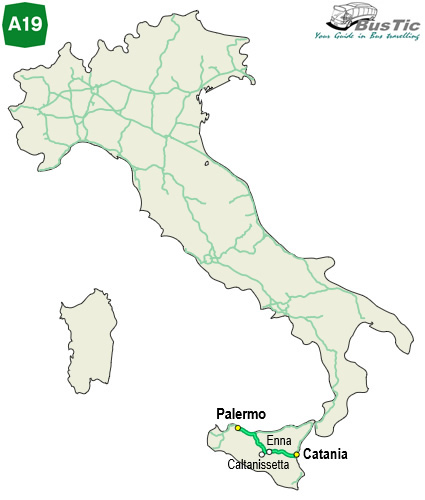 A19
BusTic
Your Guide in Bus travelling
Palermo
Enna
Caltanissetta
Catania